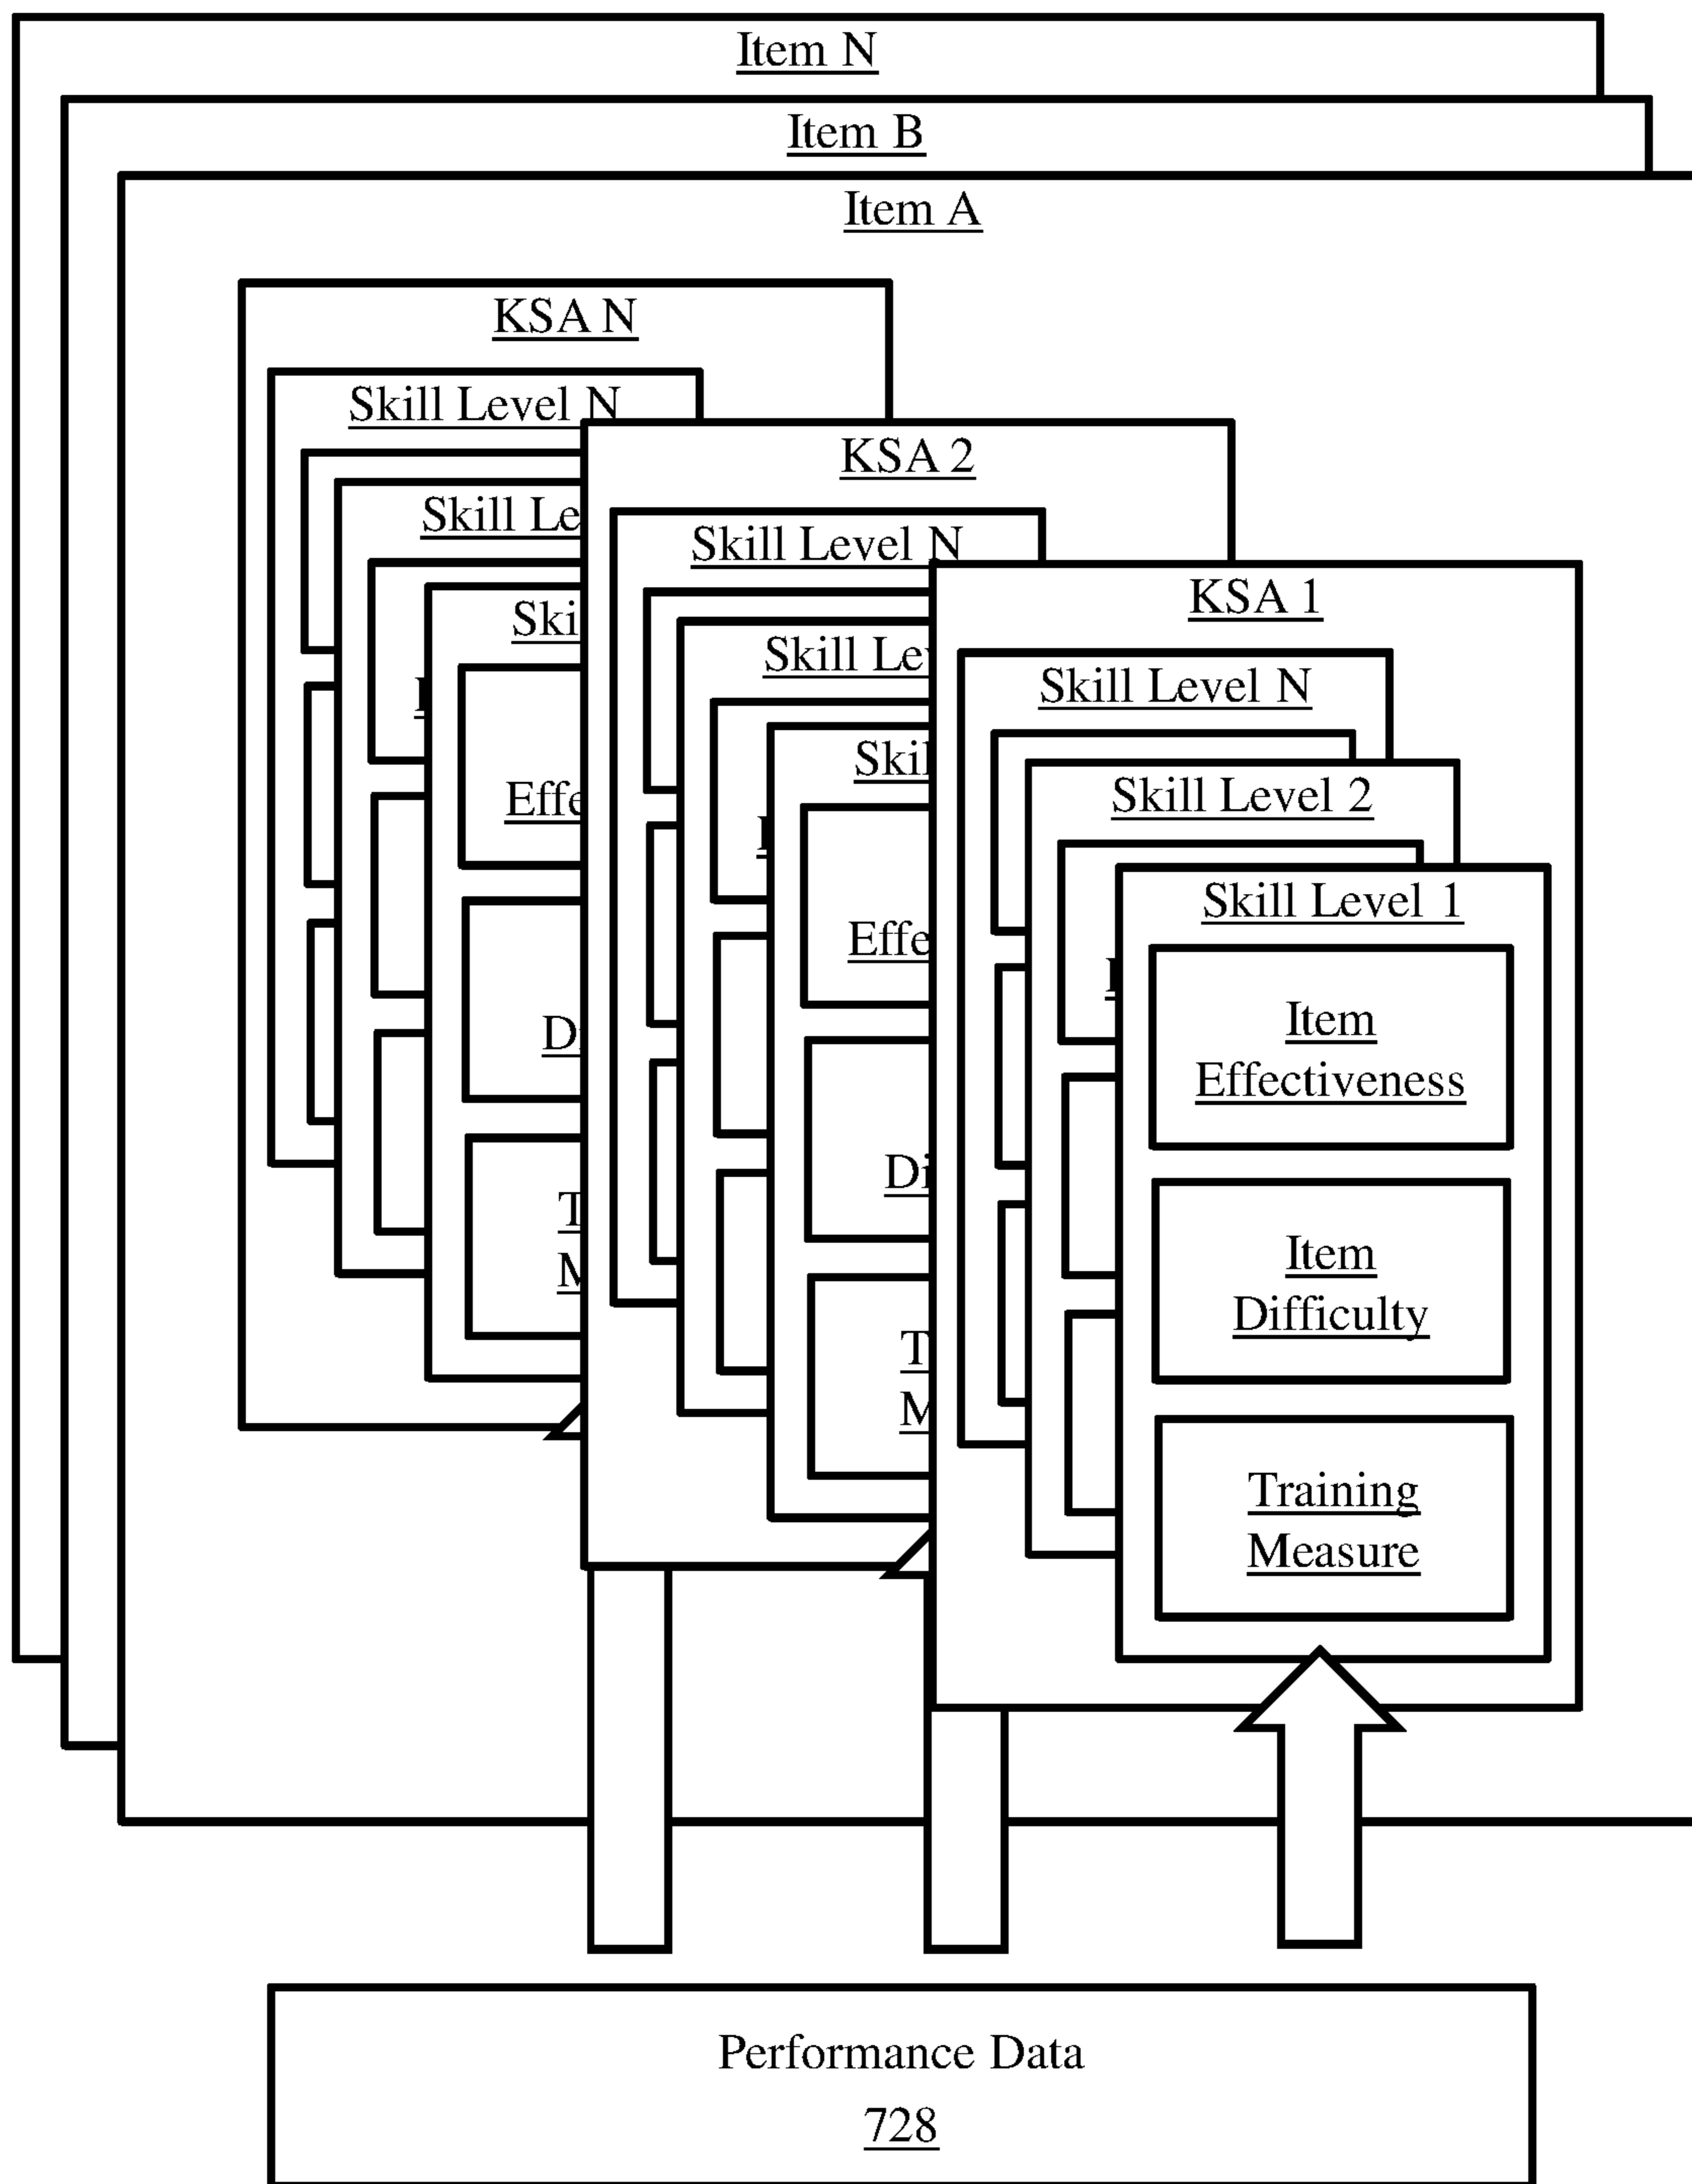 Item N
Item B
Item A
KSA N
Skill Level N
KSA 2
Skill Level N
KSA 1
Skill Level N
Skill Level 2
Skill Level 1
Item
Effectiveness
Item
Difficulty
Training
Measure
Performance Data
728